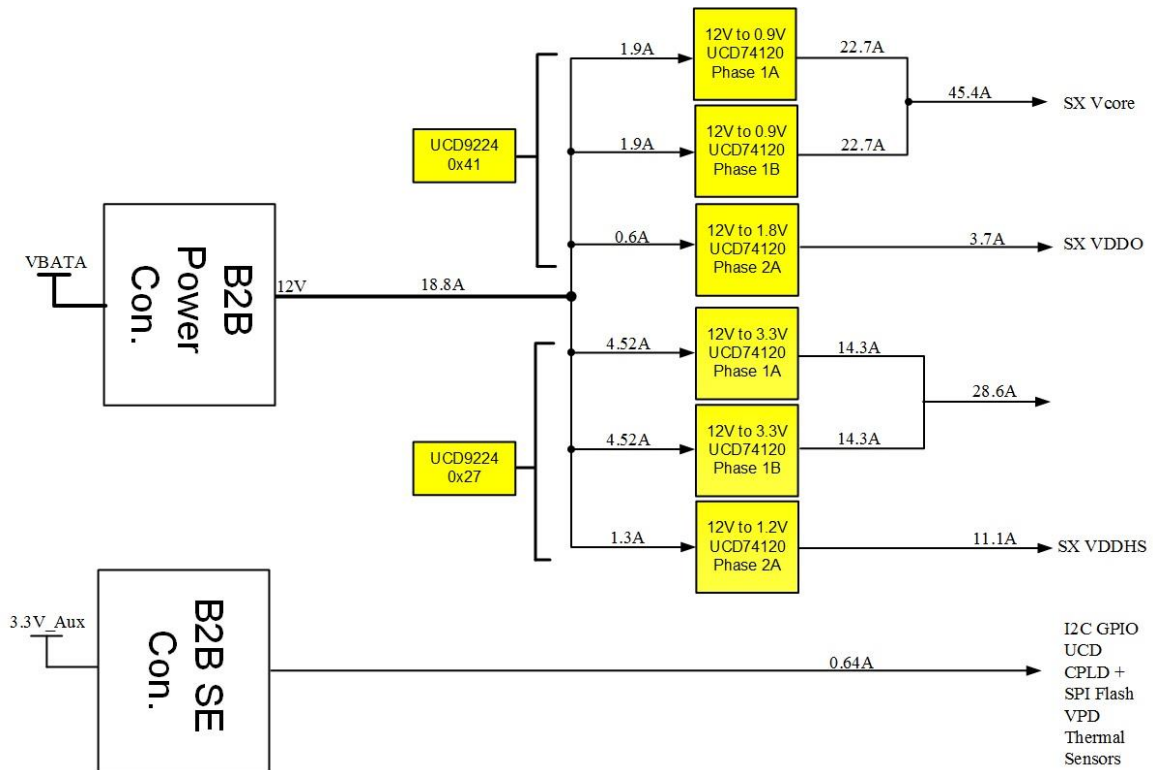 12V to 0.9V
UCD74120
Phase 1A
1.9A
22.7A
45.4A
SX Vcore
UCD9224
0x41
12V to 0.9V
UCD74120
Phase 1B
1.9A
22.7A
12V to 1.8V
UCD74120
Phase 2A
0.6A
3.7A
SX VDDO
VBATA
B2B
Power
Con.
12V
18.8A
12V to 3.3V
UCD74120
Phase 1A
4.52A
14.3A
28.6A
UCD9224
0x27
12V to 3.3V
UCD74120
Phase 1B
4.52A
14.3A
12V to 1.2V
UCD74120
Phase 2A
1.3A
11.1A
SX VDDHS
3.3V_Aux
B2B SE
Con.
0.64A
I2C GPIO
UCD
CPLD +
SPI Flash
VPD
Thermal
Sensors